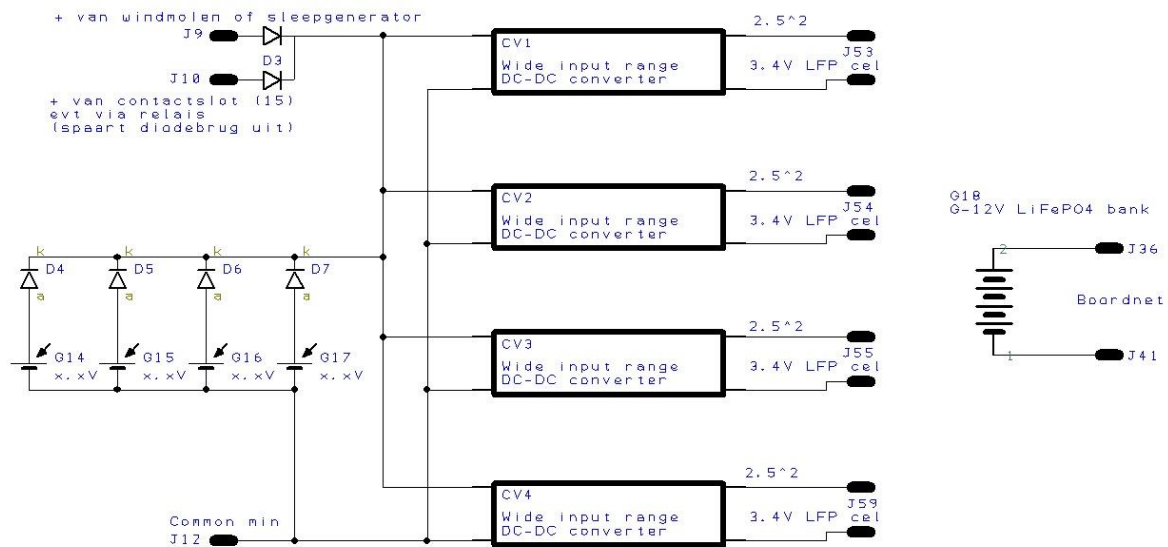 + van windmolen of sleepgenerator
J9
D3
J10
+ van contactslot (15)
evt via relais
(spaart diodebrug uit)
CV1
Wide input range
DC-DC converter
2.5^2
J53
3.4V LFP cel
CV2
Wide input range
DC-DC converter
2.5^2
J54
3.4V LFP cel
G18
G-12V LiFePO4 bank
2
J36
Boordnet
1
J41
k
D4
a
k
D5
a
k
D6
a
k
D7
a
G14
x.xV
G15
x.xV
G16
x.xV
G17
x.xV
CV3
Wide input range
DC-DC converter
2.5^2
J55
3.4V LFP cel
CV4
Wide input range
DC-DC converter
2.5^2
J59
3.4V LFP cel
Common min
J12